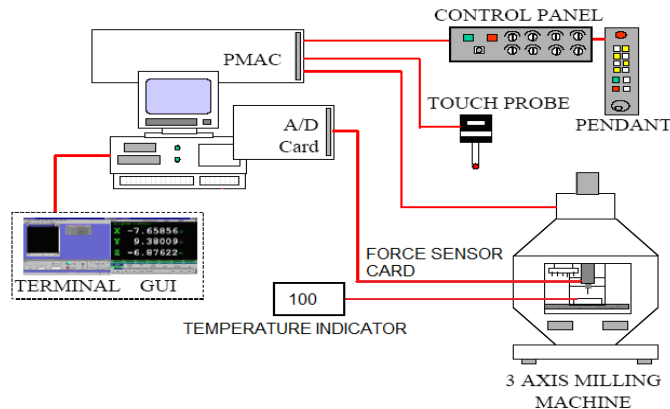 CONTROL PANEL
PMAC
TOUCH PROBE
PENDANT
A/D
Card
X -7.65856
Y 9.38009
Z -6.87622
TERMINAL GUI
FORCE SENSOR
CARD
100
TEMPERATURE INDICATOR
3 AXIS MILLING
MACHINE